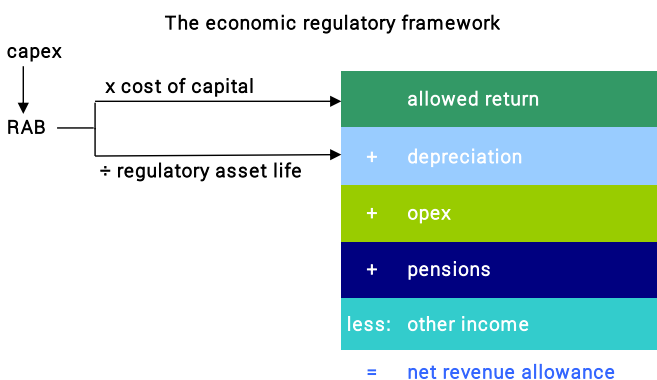 The economic regulatory framework
capex
x cost of capital
allowed return
RAB
+ depreciation
÷ regulatory asset life
+ opex
+ pensions
less: other income
= net revenue allowance